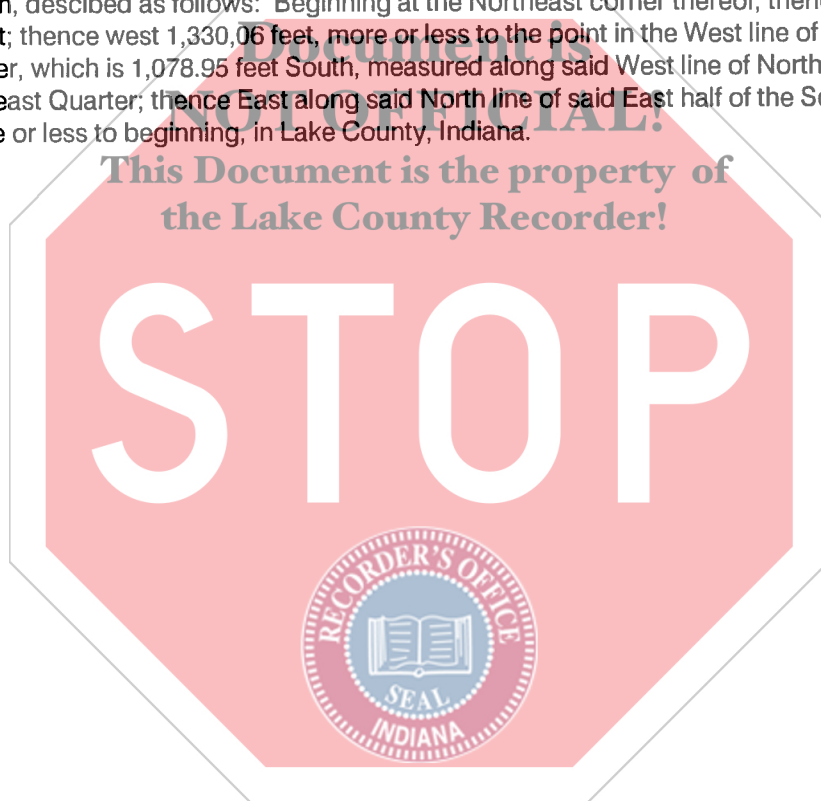 descibed as follows: Beginning at the Northeast corner thereof; thence
thence west 1,330,06 feet, more or less to the point in the West line of
Document is
which is 1,078.95 feet South, measured along said West line of North
Quarter; thence East along said North line of said East half of the
NOT OFFICIAL!
or less to beginning, in Lake County, Indiana.
This Document is the property of
the Lake County Recorder!
STOP
RECORDER'S OFFICE
SEAL
INDIANA